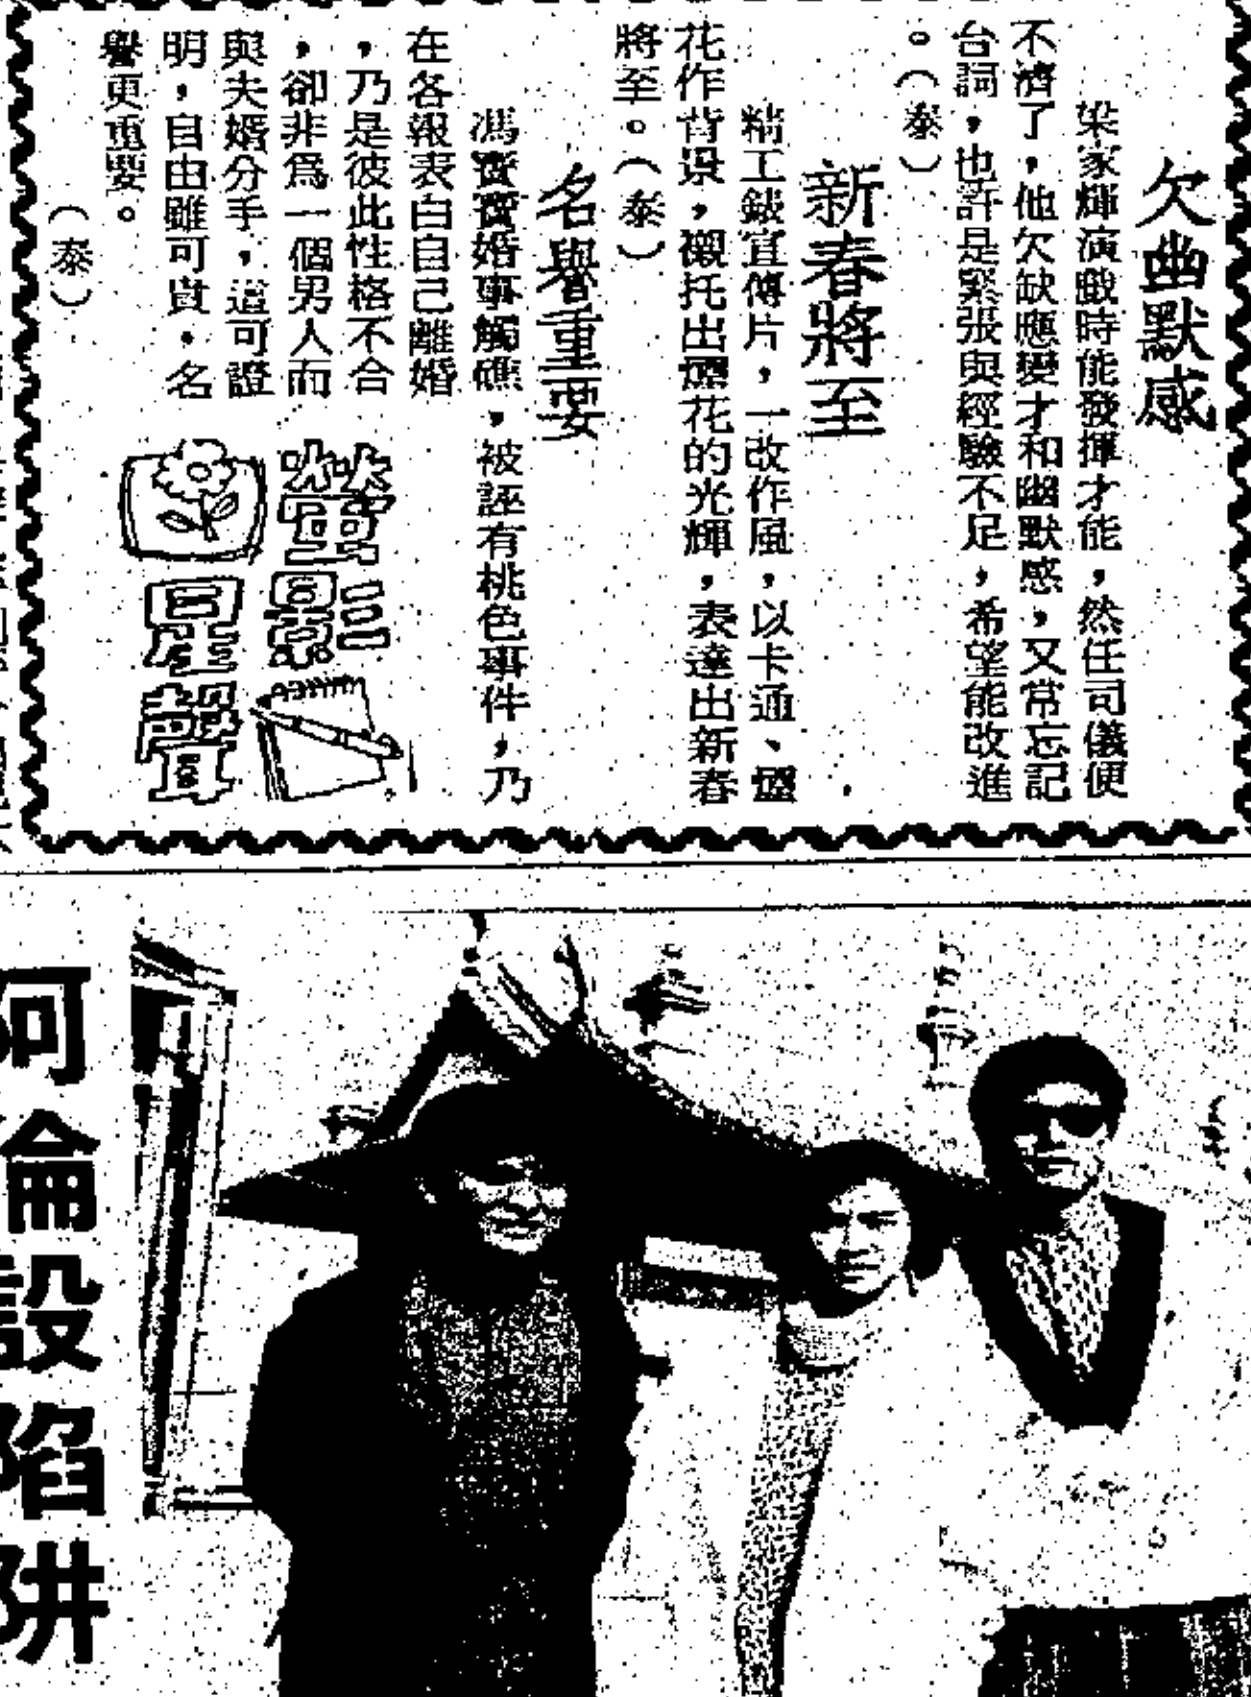 欠幽默感
梁家輝演戲時能發揮才能，然任司儀便
不濟了，他欠缺應變才和幽默感，又常忘記
台詞，也許是緊張與經驗不足，希望能改進
。（泰）
新春將至
精工錶宣傳片，一改作風，以卡通、煙
花作背景，襯托出煙花的光輝，表達出新春
將至。（泰）
名譽重要
馮寶寶婚事觸礁，被誣有桃色事件，乃
在各報表白自己離婚
，乃是彼此性格不合
，卻非爲一個男人而
與夫婿分手，這可證
明，自由雖可貴，名
譽更重要。
（泰）
螢影
星聲
阿倫設陷阱